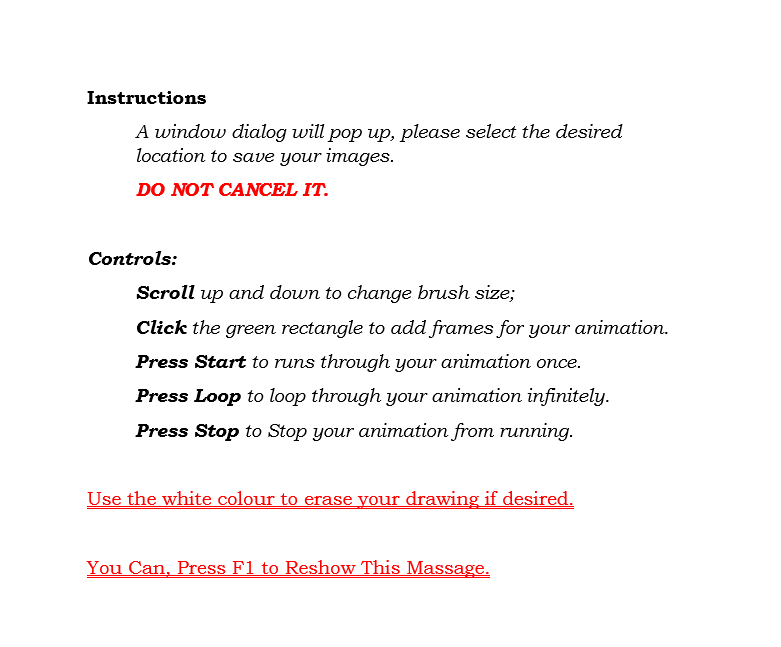 Instructions
A window dialog will pop up, please select the desired
location to save your images.
DO NOT CANCEL IT.
Controls:
Scroll up and down to change brush size;
Click the green rectangle to add frames for your animation.
Press Start to runs through your animation once.
Press Loop to loop through your animation infinitely.
Press Stop to Stop your animation from running.
Use the white colour to erase your drawing if desired.
You Can, Press F1 to Reshow This Massage.